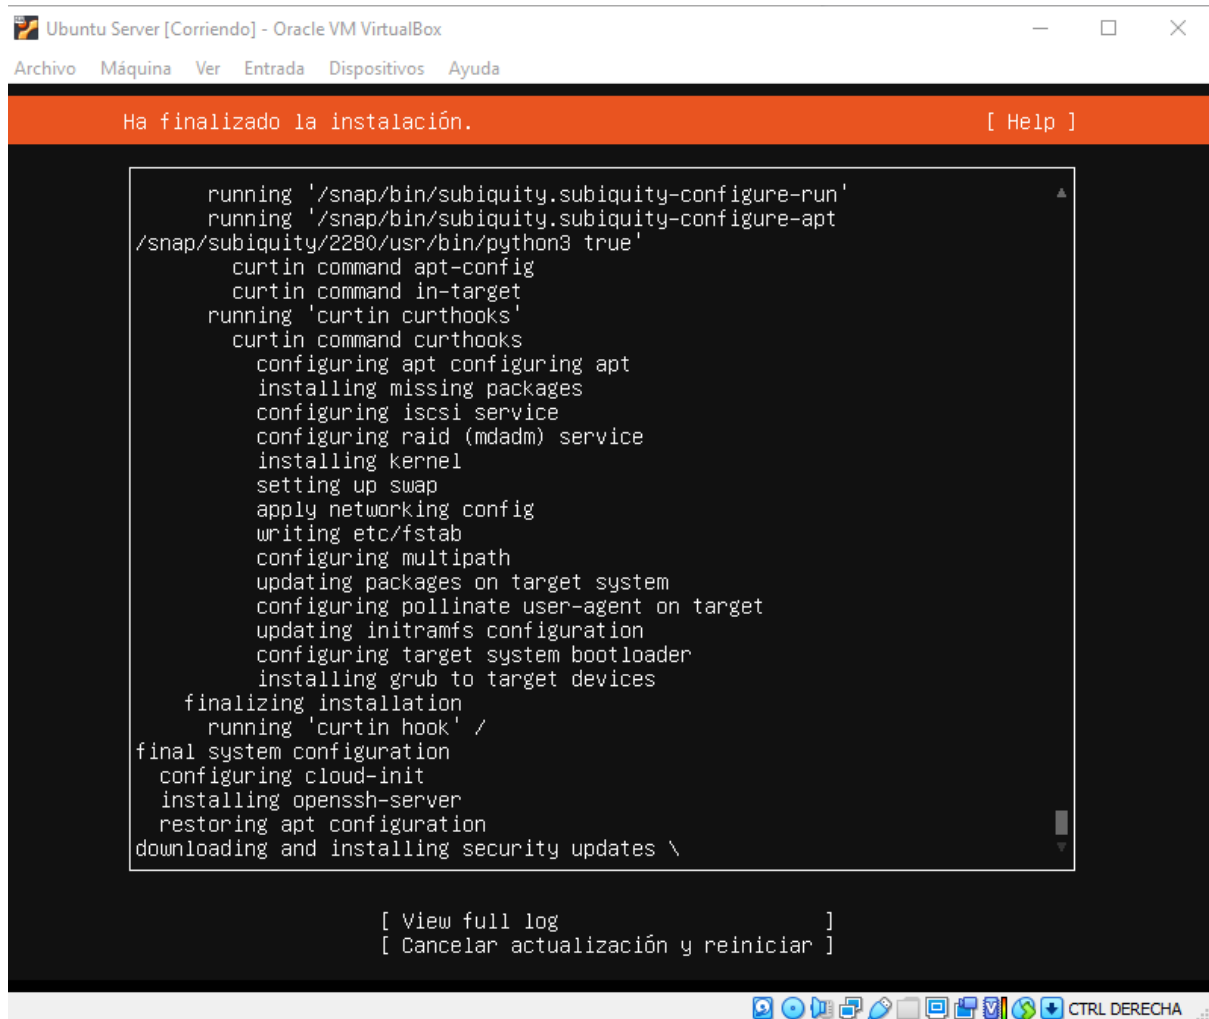 Ubuntu Server [Corriendo] - Oracle VM VirtualBox
Archivo Máquina Ver Entrada Dispositivos Ayuda
Ha finalizado la instalación. [ Help ]
running '/snap/bin/subiquity.subiquity-configure-run'
running '/snap/bin/subiquity.subiquity-configure-apt
/snap/subiquity/2280/usr/bin/python3 true'
curtin command apt-config
curtin command in-target
running 'curtin curthooks'
curtin command curthooks
configuring apt configuring apt
installing missing packages
configuring iscsi service
configuring raid (mdadm) service
installing kernel
setting up swap
apply networking config
writing etc/fstab
configuring multipath
updating packages on target system
configuring pollinate user-agent on target
updating initramfs configuration
configuring target system bootloader
installing grub to target devices
finalizing installation
running 'curtin hook' /
final system configuration
configuring cloud-init
installing openssh-server
restoring apt configuration
downloading and installing security updates \
[ View full log ]
[ Cancelar actualización y reiniciar ]
CTRL DERECHA